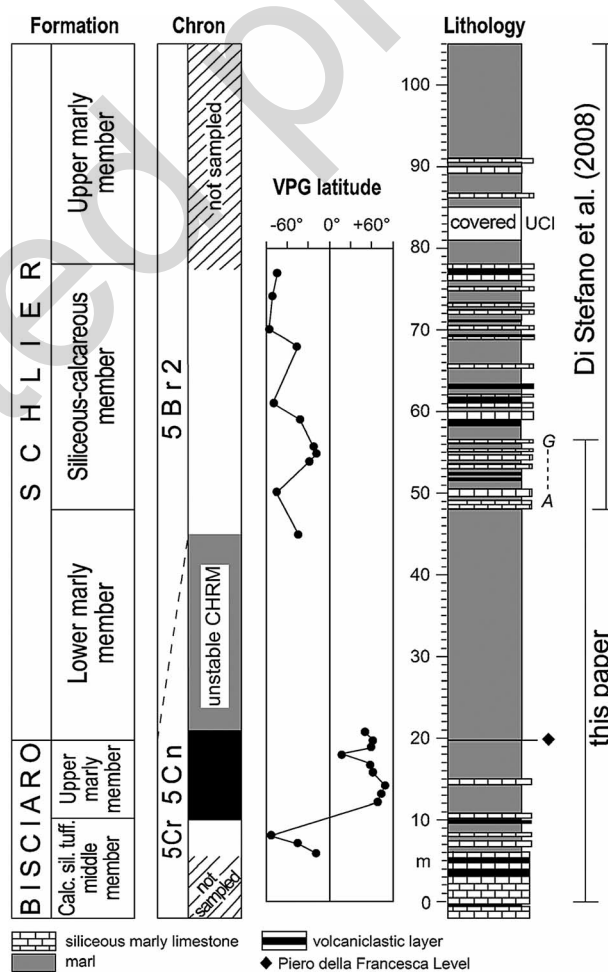 Formation
Chron
Lithology
SCHLIER
BISCIARO
Upper marly
member
Siliceous-calcareous
member
Lower marly
member
Upper marly
member
Calc. sil. tuff.
middle
member
5Br2
5Cn
5Cr
not sampled
unstable CHRM
not
sampled
VPG latitude
-60° 0° +60°
100
90
80
70
60
50
40
30
20
10
m
0
covered
UCI
G
A
Di Stefano et al. (2008)
this paper
siliceous marly limestone
volcaniclastic layer
marl
Piero della Francesca Level